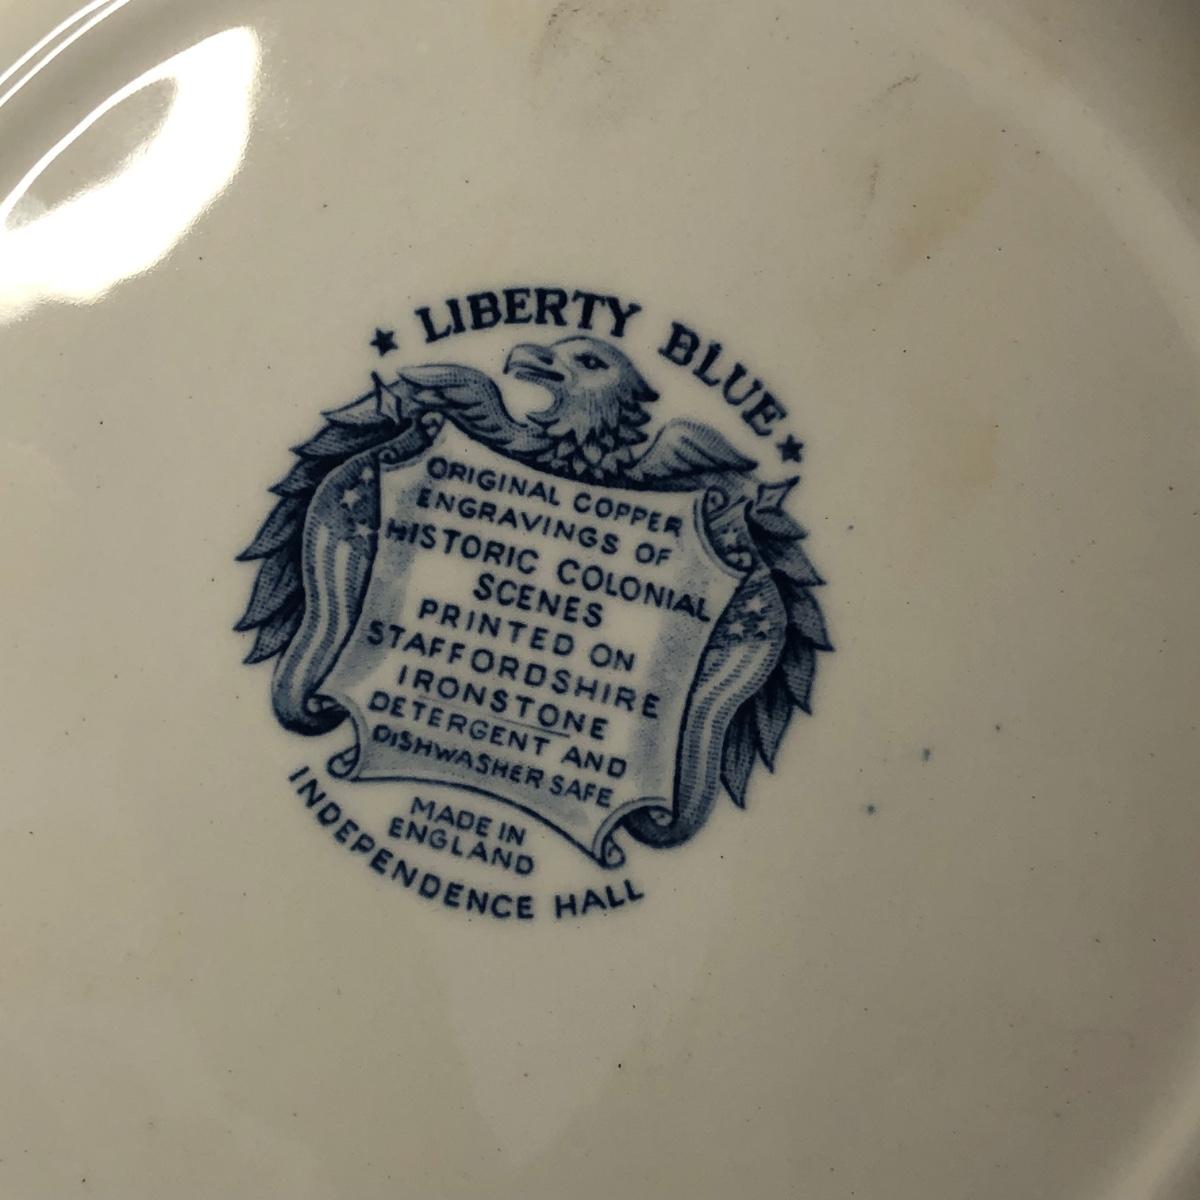 ★ LIBERTY BLUE ★
ORIGINAL COPPER
ENGRAVINGS OF
HISTORIC COLONIAL
SCENES
PRINTED ON
STAFFORDSHIRE
IRONSTONE
DETERGENT AND
DISHWASHER SAFE
MADE IN
ENGLAND
INDEPENDENCE HALL